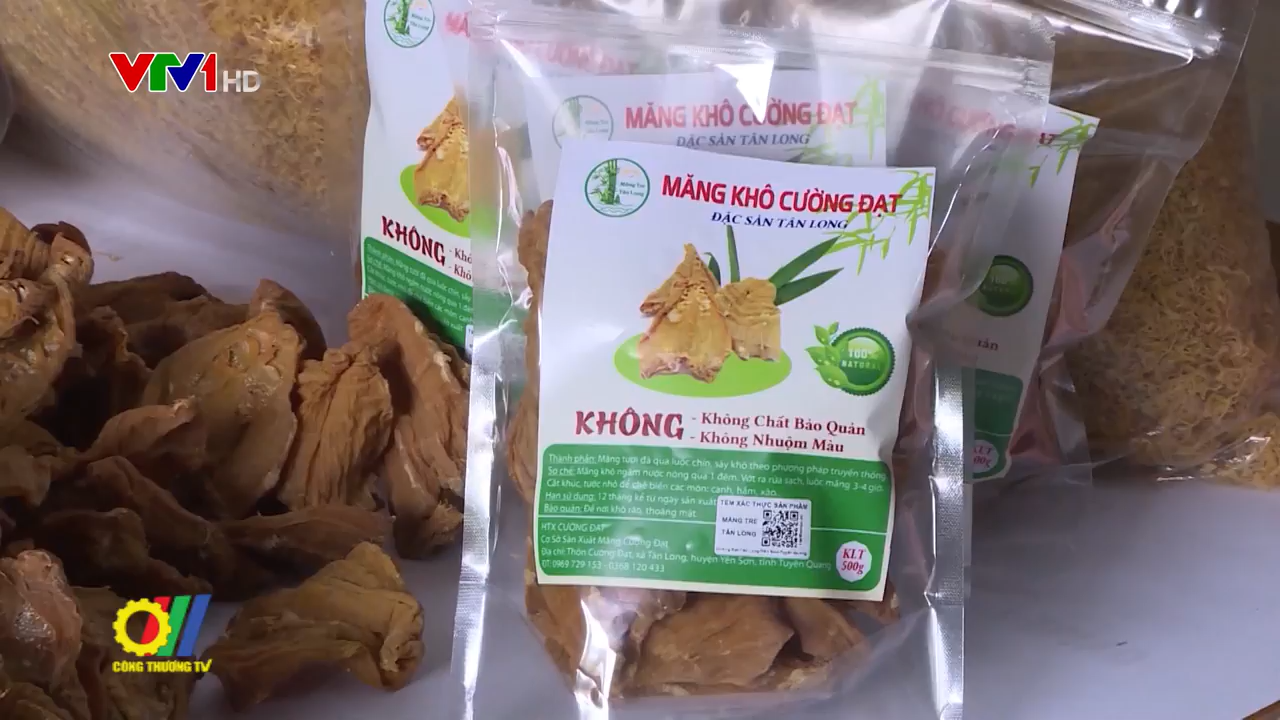 VTV1 HD
MĂNG KHÔ CƯỜNG ĐẠT
ĐẶC SẢN TÂN LONG
Măng Tre
Tân Long
MĂNG KHÔ CƯỜNG ĐẠT
ĐẶC SẢN TÂN LONG
100%
NATURAL
KHÔNG
- Không Chất Bảo Quản
- Không Nhuộm Màu
Thành phần: Măng tươi đã qua luộc chín, sấy khô theo phương pháp truyền thống
Sơ chế: Măng khô ngâm nước nóng qua 1 đêm. Vớt ra rửa sạch, luộc măng 3-4 giờ.
Cắt khúc, tước nhỏ để chế biến các món: canh, hầm, xào.
Hạn sử dụng: 12 tháng kể từ ngày sản xuất
Bảo quản: Để nơi khô ráo, thoáng mát.
TEM XÁC THỰC SẢN PHẨM
MĂNG TRE
TÂN LONG
HTX CƯỜNG ĐẠT
Cơ Sở Sản Xuất Măng Cường Đạt
Địa chỉ: Thôn Cường Đạt, xã Tân Long, huyện Yên Sơn, tỉnh Tuyên Quang
ĐT: 0969 729 153 - 0368 120 433
KLT
500g
KHÔNG
CÔNG THƯƠNG TV